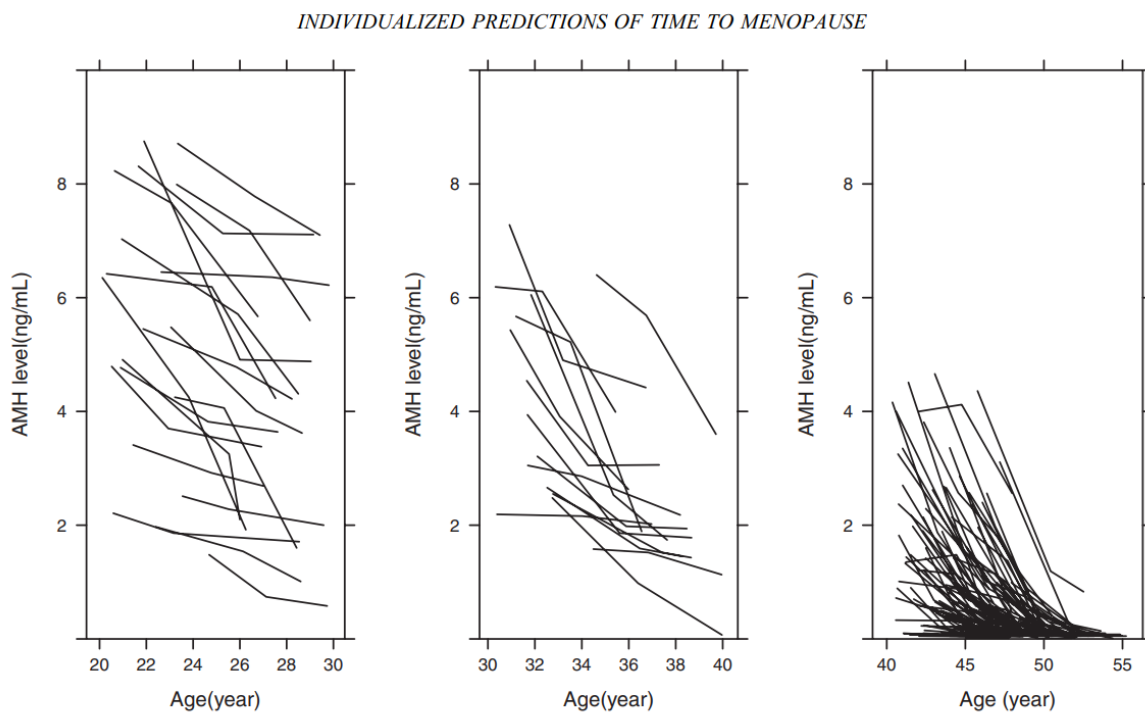 INDIVIDUALIZED PREDICTIONS OF TIME TO MENOPAUSE
AMH level(ng/mL)
8
6
4
2
20 22 24 26 28 30
Age(year)
AMH level(ng/mL)
8
6
4
2
30 32 34 36 38 40
Age(year)
AMH level(ng/mL)
8
6
4
2
40 45 50 55
Age (year)